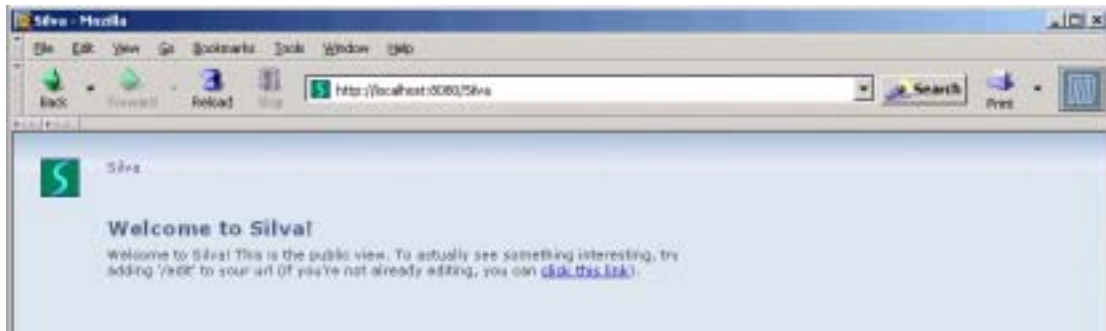 Silva - Mozilla
File Edit View Go Bookmarks Tools Window Help
Back Forward Reload Stop http://localhost:8080/Silva Search Print
Silva
Welcome to Silva!
Welcome to Silva! This is the public view. To actually see something interesting, try
adding '/edit' to your url (if you're not already editing, you can click this link).